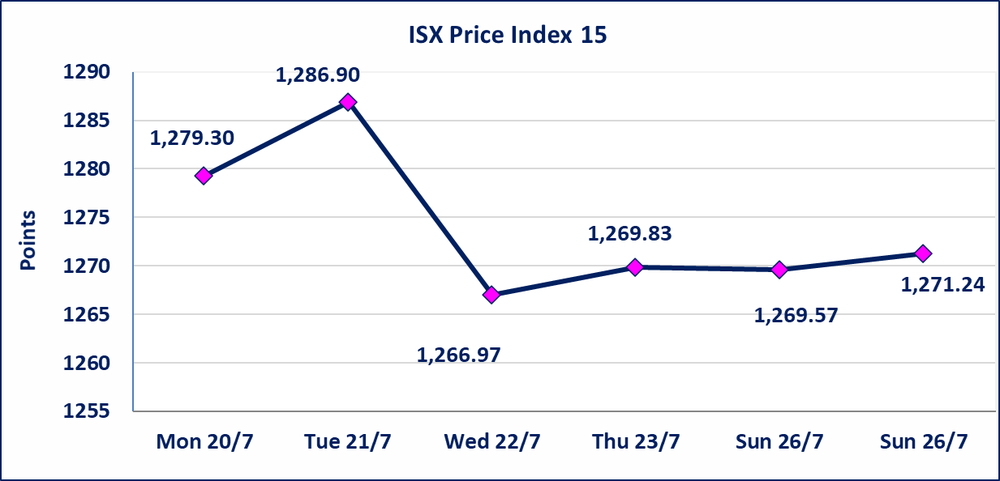 ISX Price Index 15
Points
1290
1285
1280
1275
1270
1265
1260
1255
1,279.30
1,286.90
1,266.97
1,269.83
1,269.57
1,271.24
Mon 20/7
Tue 21/7
Wed 22/7
Thu 23/7
Sun 26/7
Sun 26/7